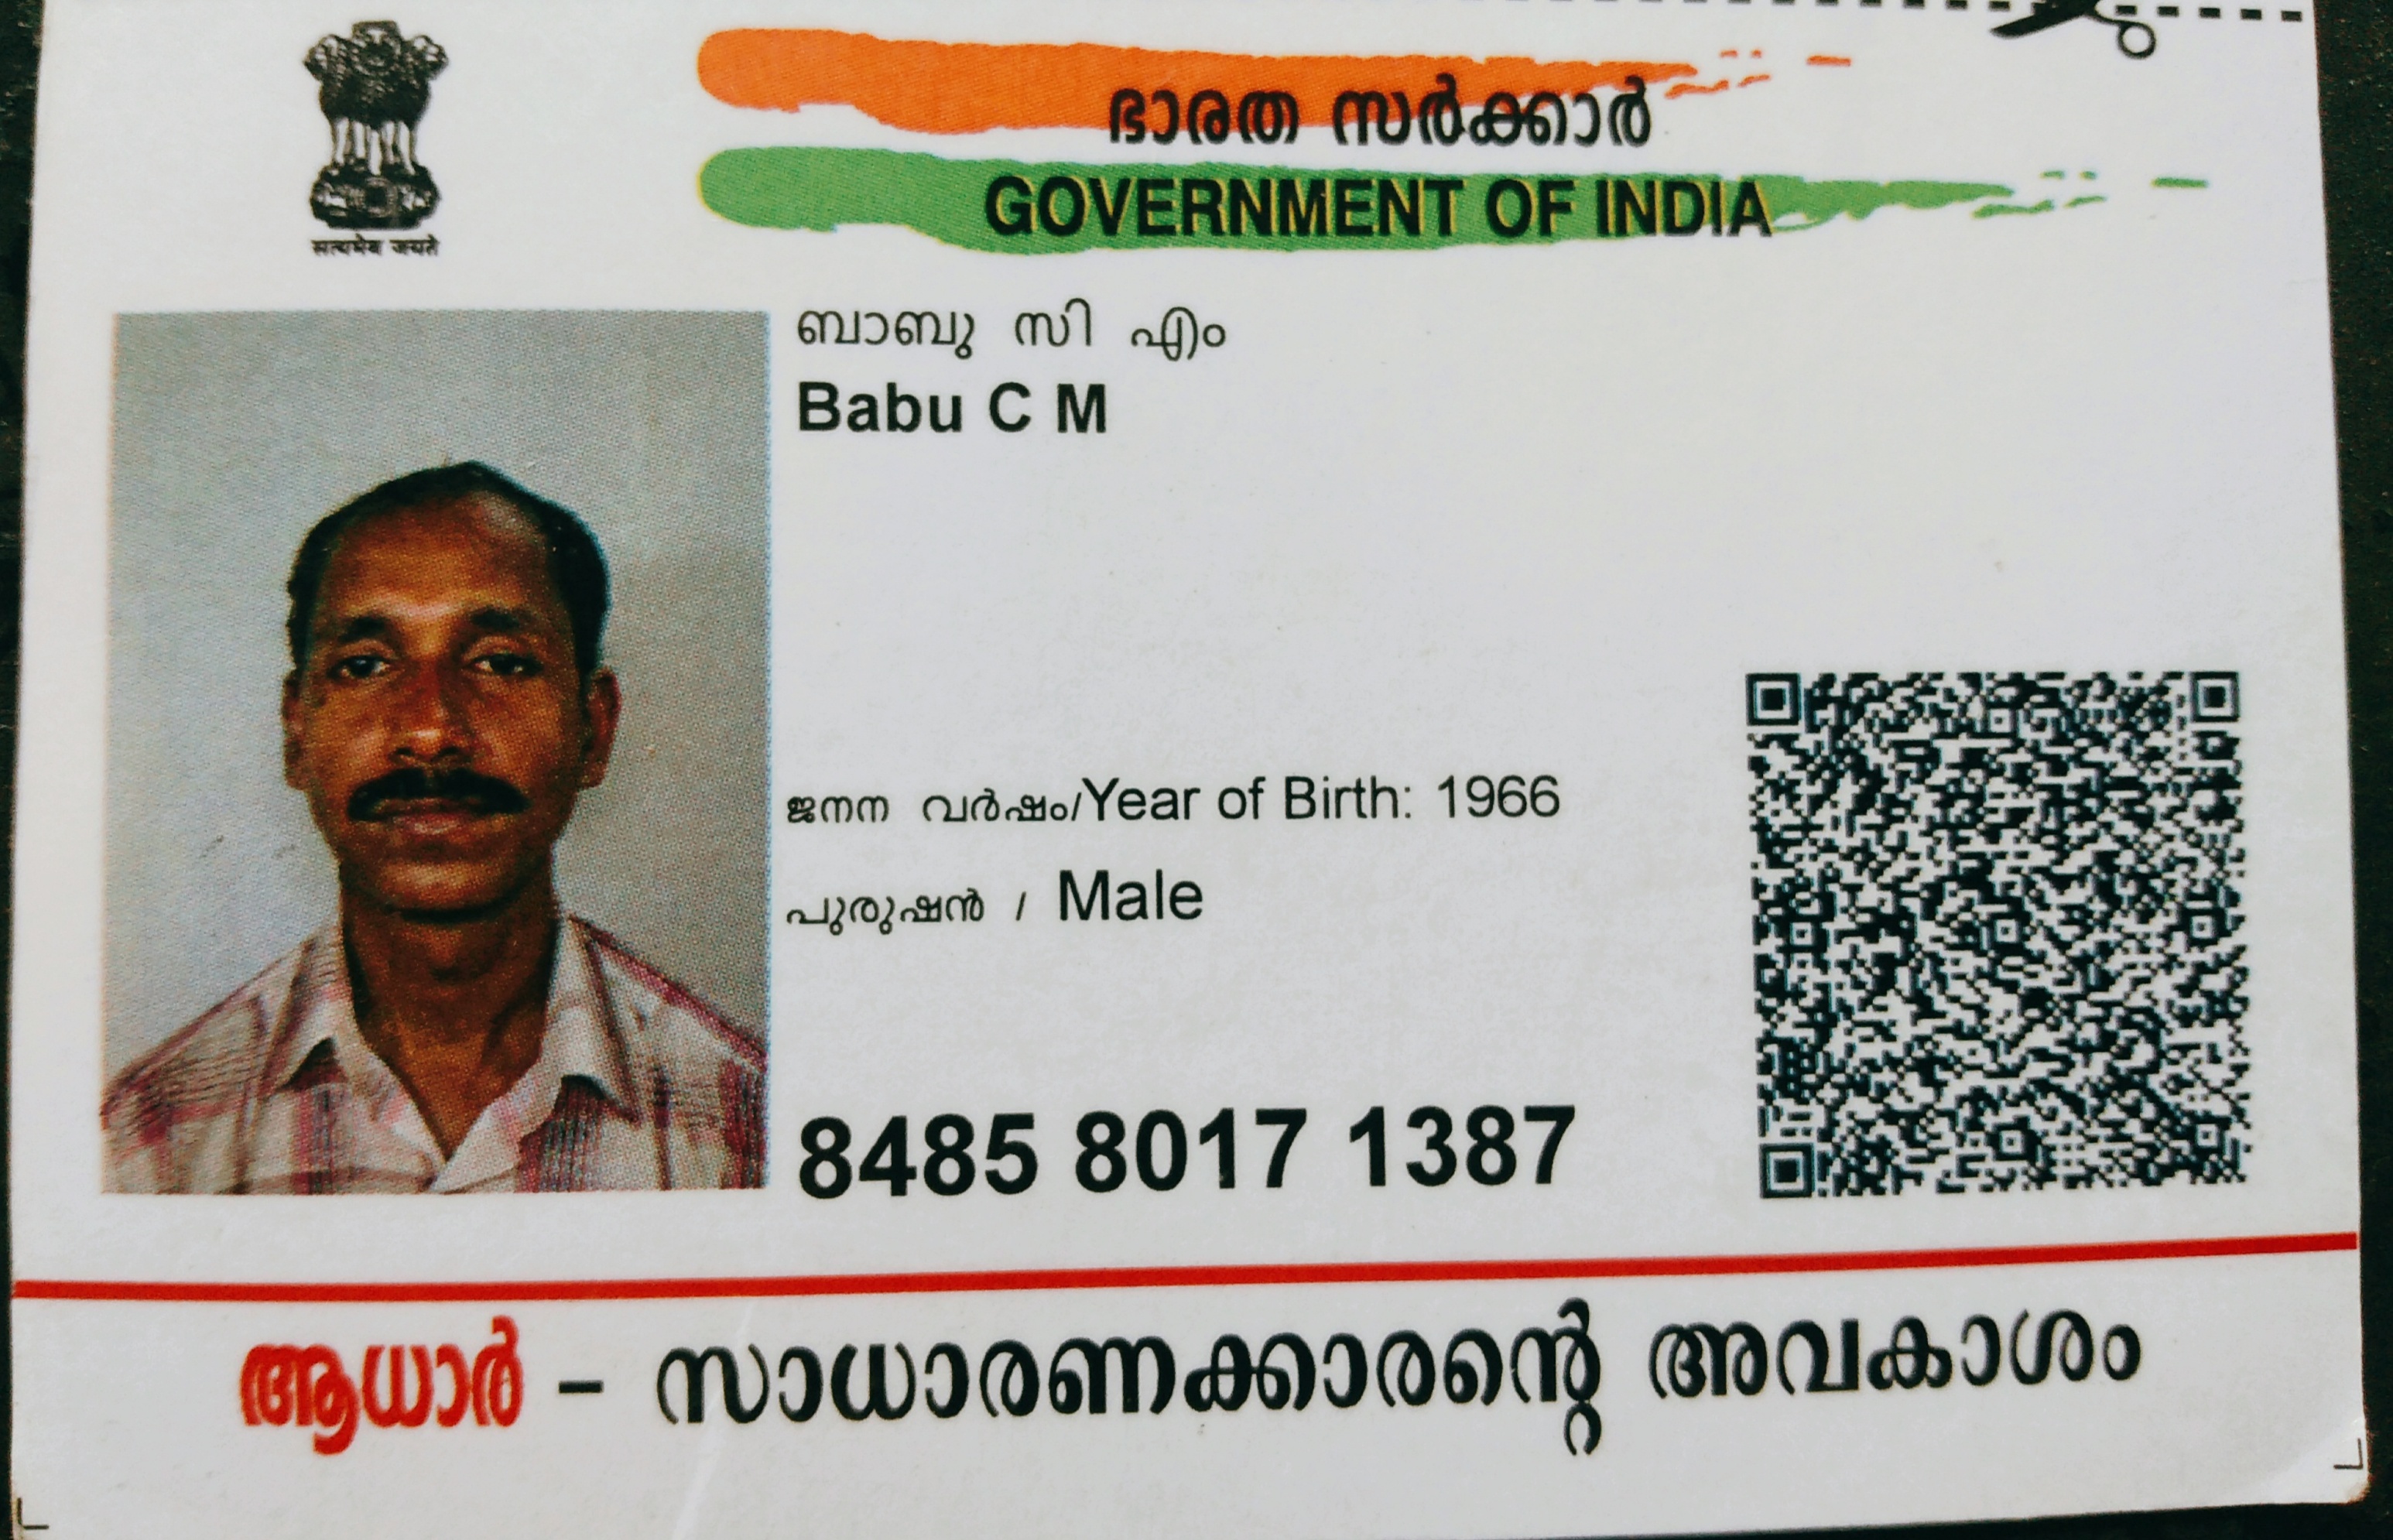 ഭാരത സർക്കാർ
GOVERNMENT OF INDIA
सत्यमेव जयते
ബാബു സി എം
Babu C M
ജനന വർഷം/Year of Birth: 1966
പുരുഷൻ / Male
8485 8017 1387
ആധാർ – സാധാരണക്കാരന്റെ അവകാശം